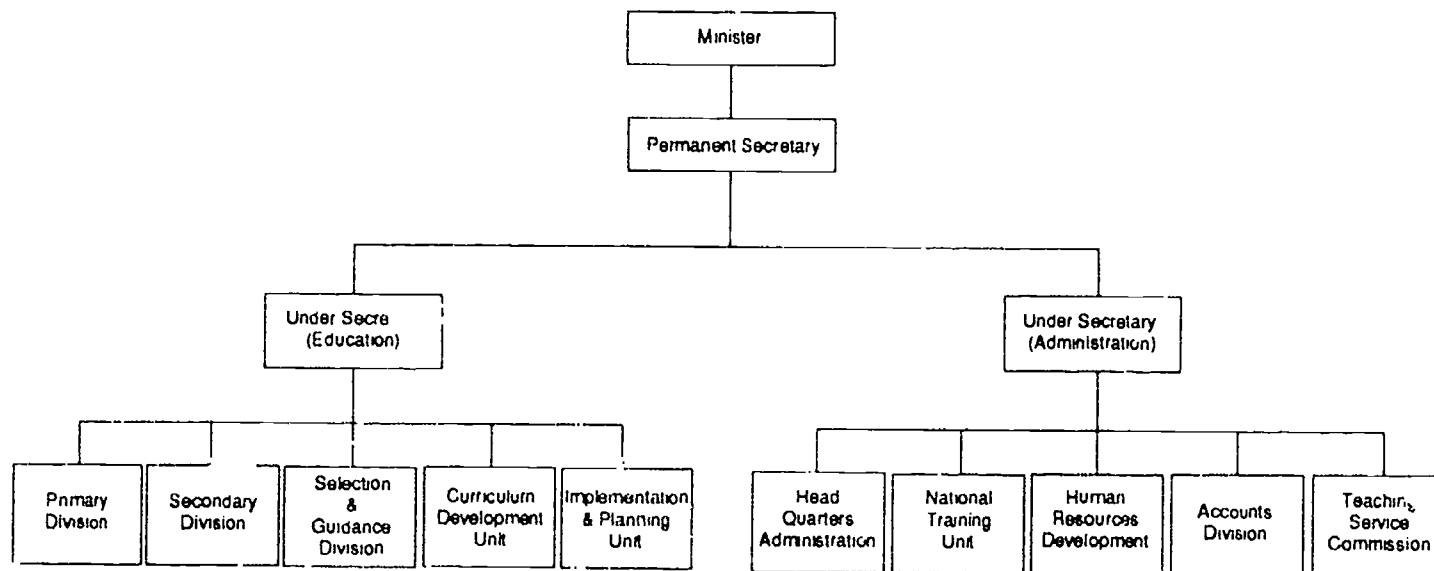 Minister
Permanent Secretary
Under Secre
(Education)
Under Secretary
(Administration)
Primary
Division
Secondary
Division
Selection
&
Guidance
Division
Curriculum
Development
Unit
Implementation
& Planning
Unit
Head
Quarters
Administration
National
Training
Unit
Human
Resources
Development
Accounts
Division
Teaching
Service
Commission